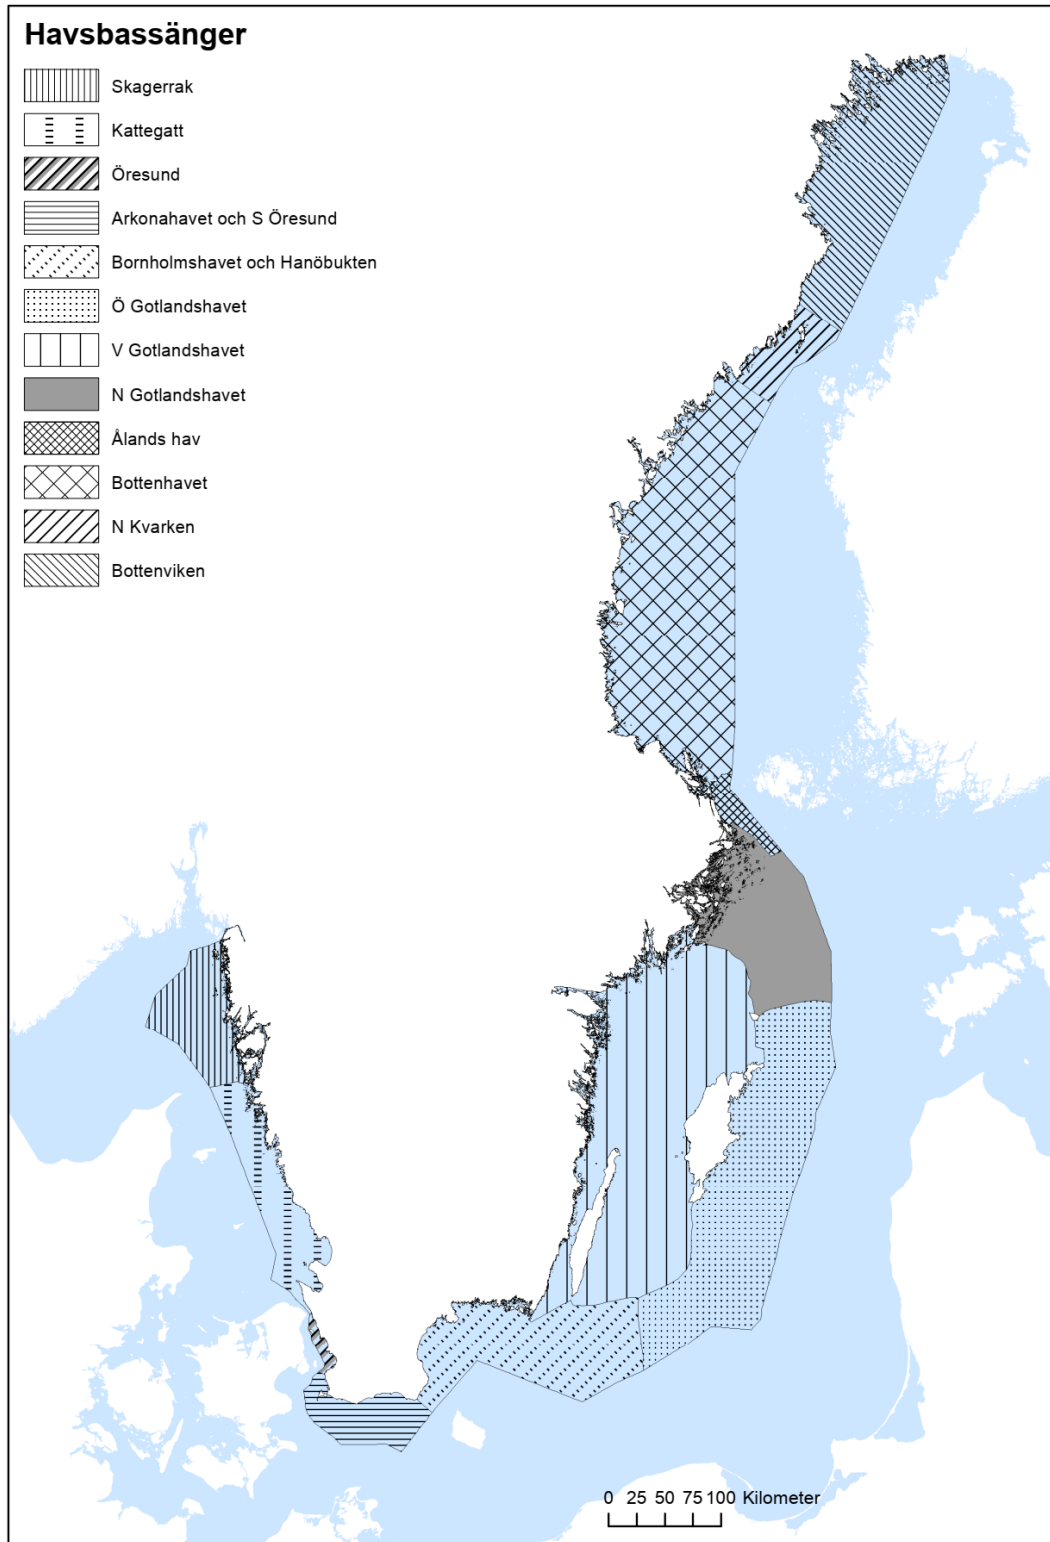 Havsbassänger
Skagerrak
Kattegatt
Öresund
Arkonahavet och S Öresund
Bornholmshavet och Hanöbukten
Ö Gotlandshavet
V Gotlandshavet
N Gotlandshavet
Ålands hav
Bottenhavet
N Kvarken
Bottenviken
0 25 50 75 100 Kilometer